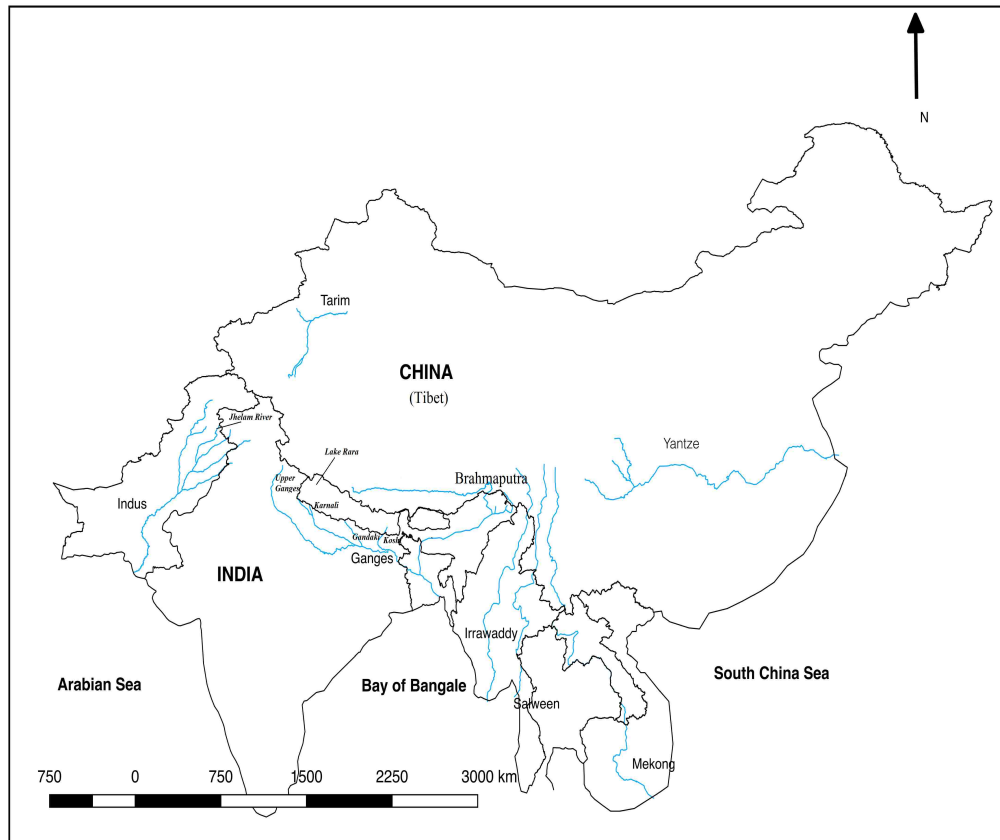 N
Tarim
CHINA
(Tibet)
Jhelam River
Lake Rara
Yantze
Upper
Ganges
Brahmaputra
Indus
Karnali
Gandaki
Koshi
Ganges
INDIA
Irrawaddy
Arabian Sea
Bay of Bangale
South China Sea
Salween
Mekong
750 0 750 1500 2250 3000 km